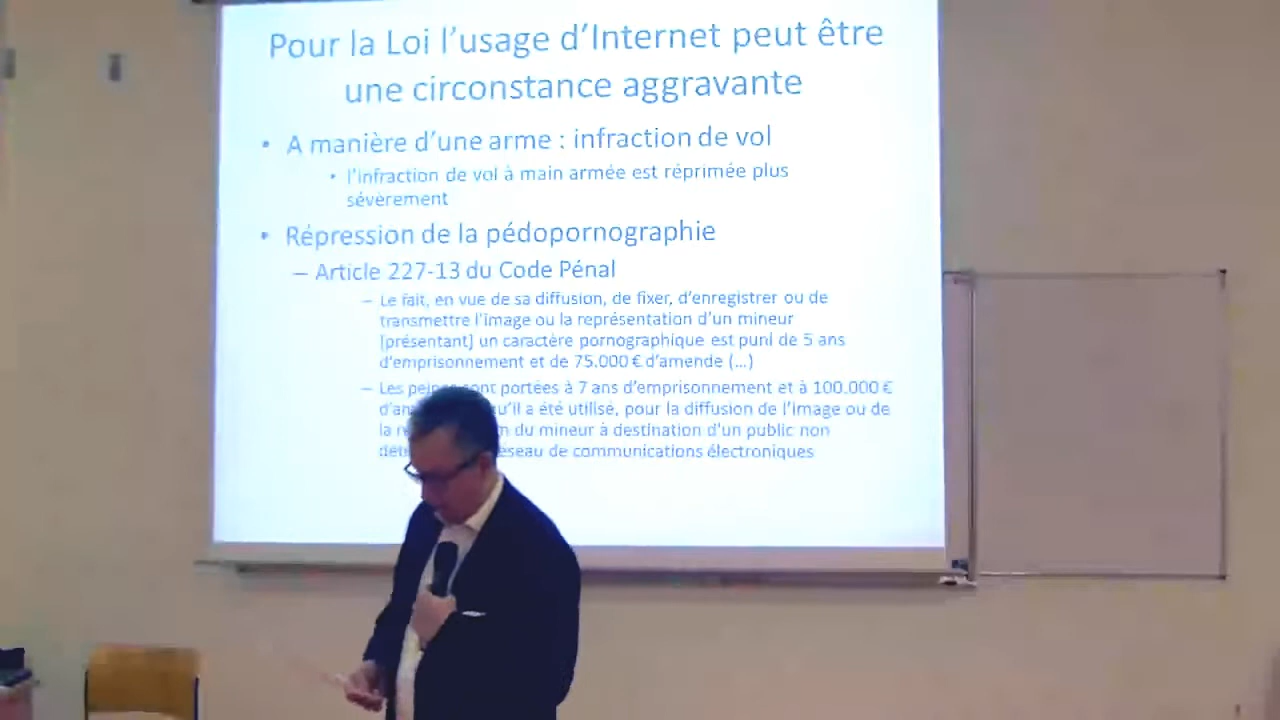 Pour la Loi l'usage d'Internet peut être
une circonstance aggravante
• A manière d'une arme : infraction de vol
• l'infraction de vol à main armée est réprimée plus
sévèrement
• Répression de la pédopornographie
– Article 227-13 du Code Pénal
– Le fait, en vue de sa diffusion, de fixer, d'enregistrer ou de
transmettre l'image ou la représentation d'un mineur
[présentant] un caractère pornographique est puni de 5 ans
d'emprisonnement et de 75.000 € d'amende (...)
– Les peines sont portées à 7 ans d'emprisonnement et à 100.000 €
qu'il a été utilisé, pour la diffusion de l'image ou de
la du mineur à destination d'un public non
réseau de communications électroniques